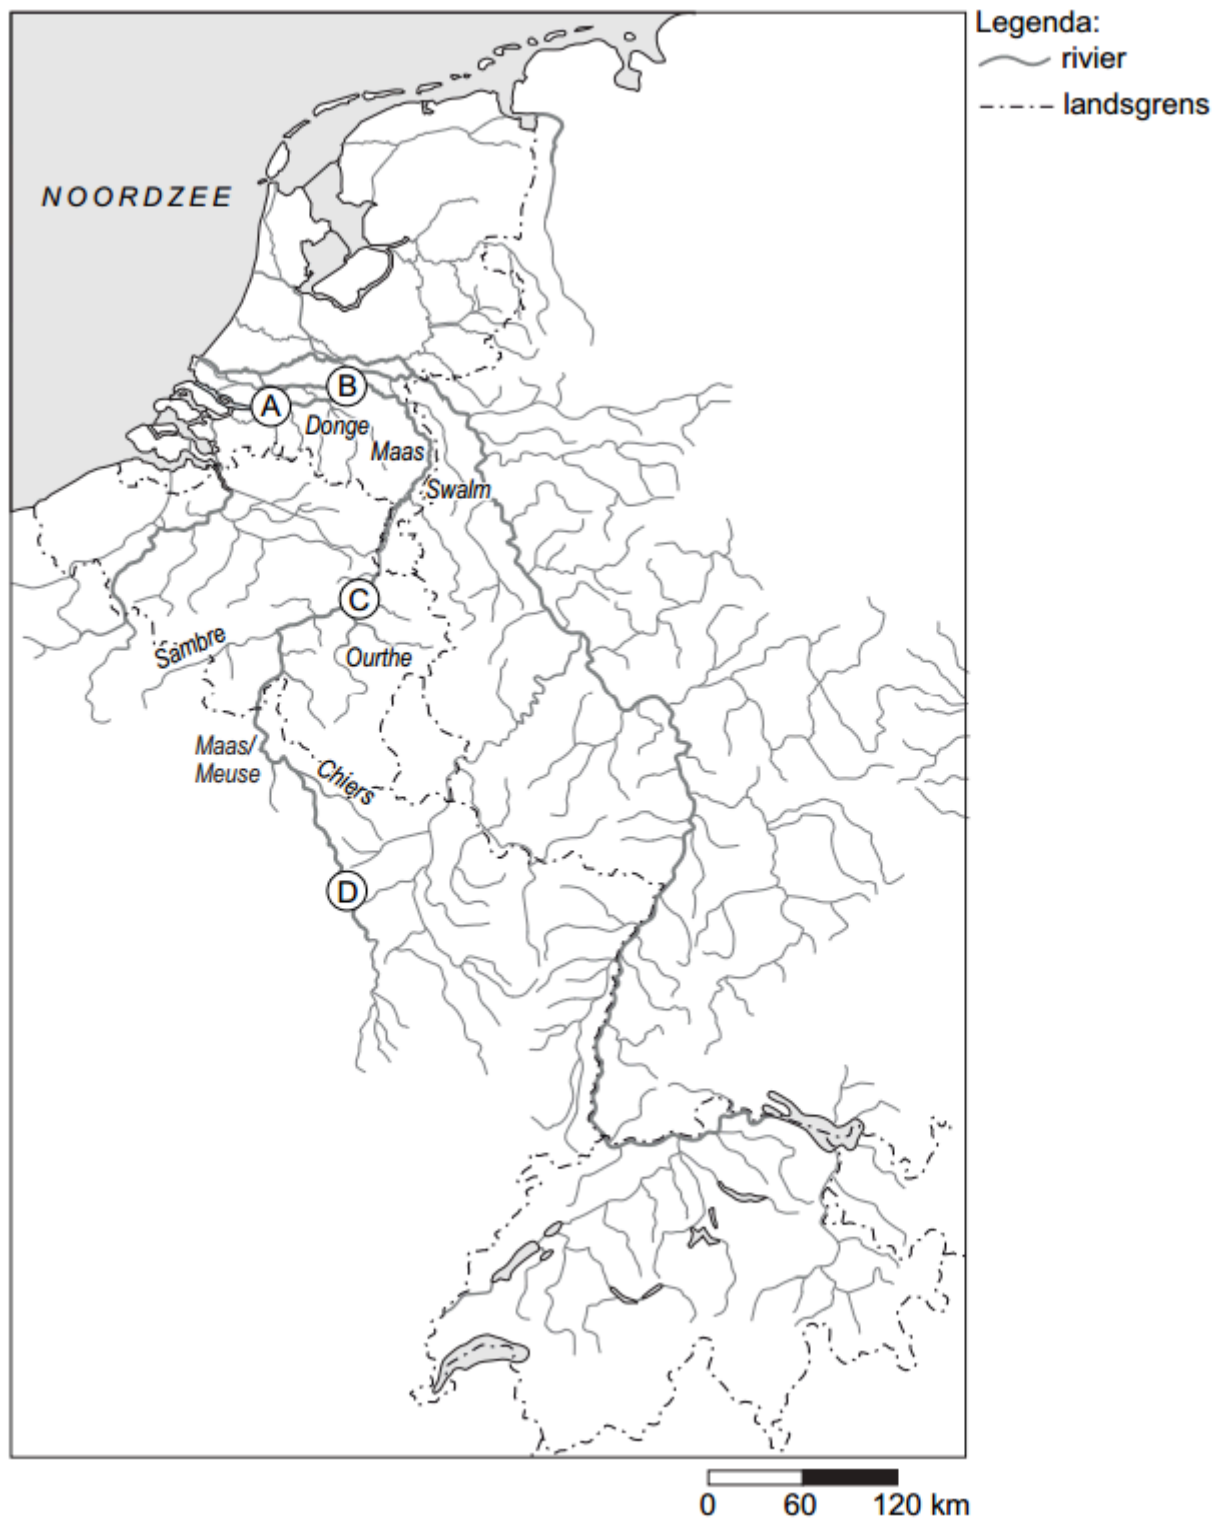 Legenda:
rivier
landsgrens
NOORDZEE
B
A
Donge
Maas
Swalm
C
Sambre
Ourthe
Maas/
Meuse
Chiers
D
0 60 120 km